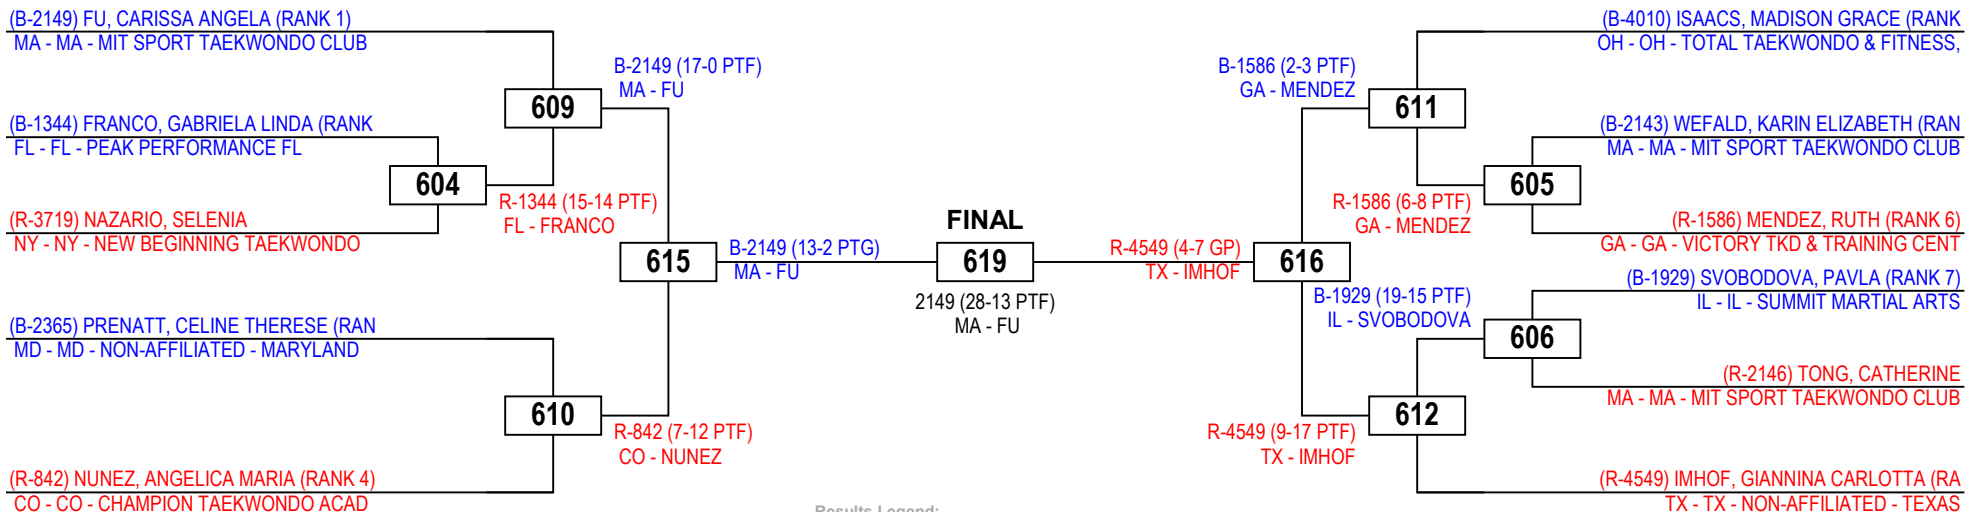 (B-2149) FU, CARISSA ANGELA (RANK 1)
MA - MA - MIT SPORT TAEKWONDO CLUB
B-2149 (17-0 PTF)
MA - FU
609
(B-1344) FRANCO, GABRIELA LINDA (RANK
FL - FL - PEAK PERFORMANCE FL
604
R-1344 (15-14 PTF)
FL - FRANCO
(R-3719) NAZARIO, SELENIA
NY - NY - NEW BEGINNING TAEKWONDO
615
B-2149 (13-2 PTG)
MA - FU
(B-2365) PRENATT, CELINE THERESE (RAN
MD - MD - NON-AFFILIATED - MARYLAND
610
R-842 (7-12 PTF)
CO - NUNEZ
(R-842) NUNEZ, ANGELICA MARIA (RANK 4)
CO - CO - CHAMPION TAEKWONDO ACAD
FINAL
619
2149 (28-13 PTF)
MA - FU
(B-4010) ISAACS, MADISON GRACE (RANK
OH - OH - TOTAL TAEKWONDO & FITNESS,
B-1586 (2-3 PTF)
GA - MENDEZ
611
(B-2143) WEFALD, KARIN ELIZABETH (RAN
MA - MA - MIT SPORT TAEKWONDO CLUB
605
R-1586 (6-8 PTF)
GA - MENDEZ
(R-1586) MENDEZ, RUTH (RANK 6)
GA - GA - VICTORY TKD & TRAINING CENT
R-4549 (4-7 GP)
TX - IMHOF
616
(B-1929) SVOBODOVA, PAVLA (RANK 7)
IL - IL - SUMMIT MARTIAL ARTS
B-1929 (19-15 PTF)
IL - SVOBODOVA
606
(R-2146) TONG, CATHERINE
MA - MA - MIT SPORT TAEKWONDO CLUB
612
R-4549 (9-17 PTF)
TX - IMHOF
(R-4549) IMHOF, GIANNINA CARLOTTA (RA
TX - TX - NON-AFFILIATED - TEXAS
Results Legend: